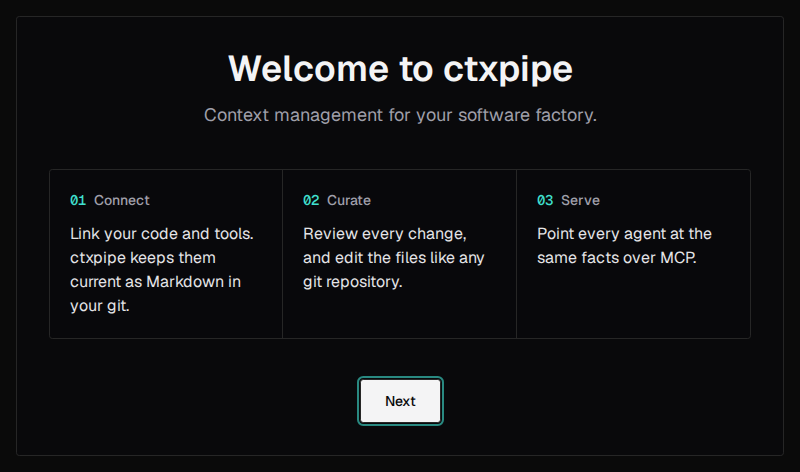 Welcome to ctxpipe
Context management for your software factory.
01 Connect
Link your code and tools.
ctxpipe keeps them
current as Markdown in
your git.
02 Curate
Review every change,
and edit the files like any
git repository.
03 Serve
Point every agent at the
same facts over MCP.
Next